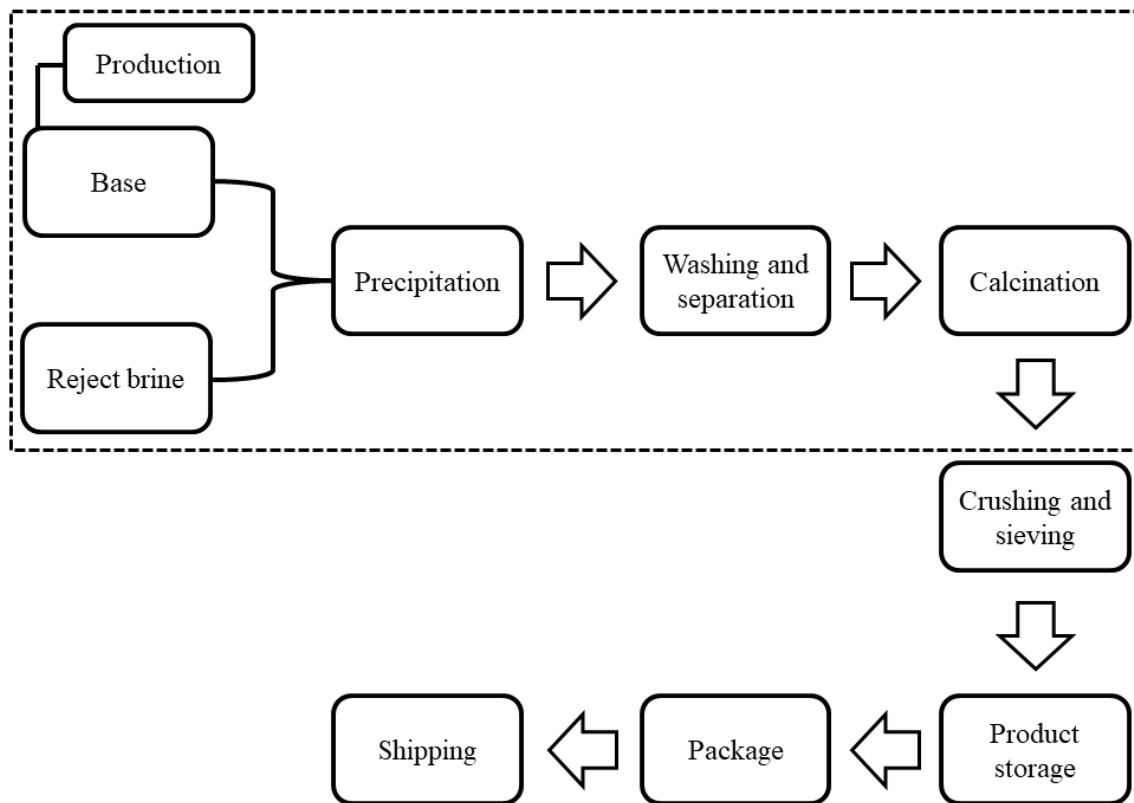 Production
Base
Reject brine
Precipitation
Washing and
separation
Calcination
Crushing and
sieving
Product
storage
Package
Shipping